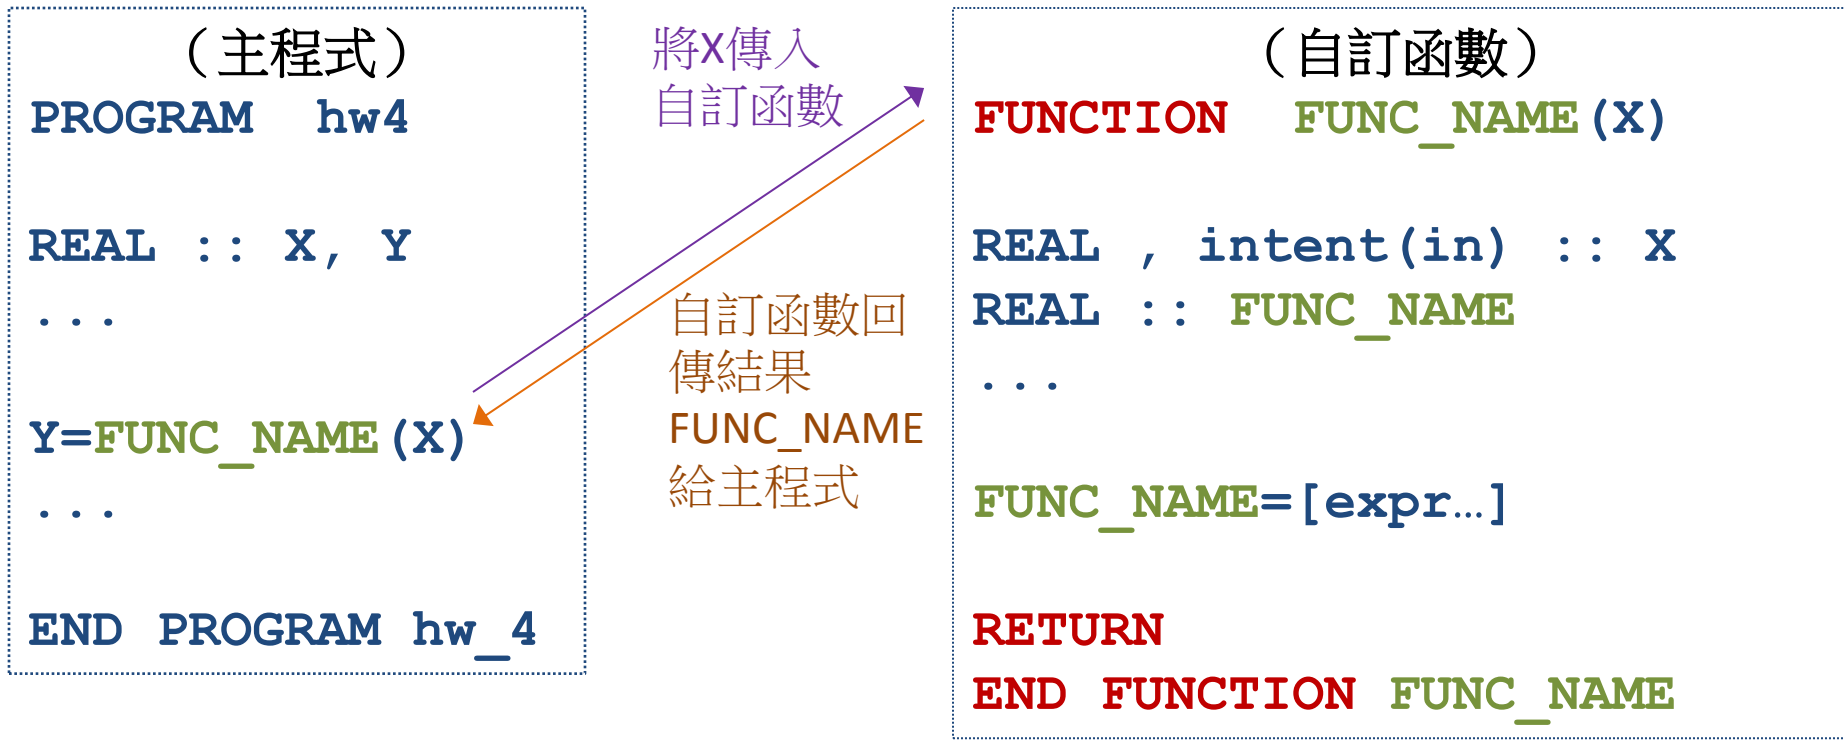 （主程式）
PROGRAM hw4
REAL :: X, Y
...
Y=FUNC_NAME(X)
...
END PROGRAM hw_4
將X傳入
自訂函數
自訂函數回
傳結果
FUNC_NAME
給主程式
（自訂函數）
FUNCTION FUNC_NAME(X)
REAL , intent(in) :: X
REAL :: FUNC_NAME
...
FUNC_NAME=[expr…]
RETURN
END FUNCTION FUNC_NAME